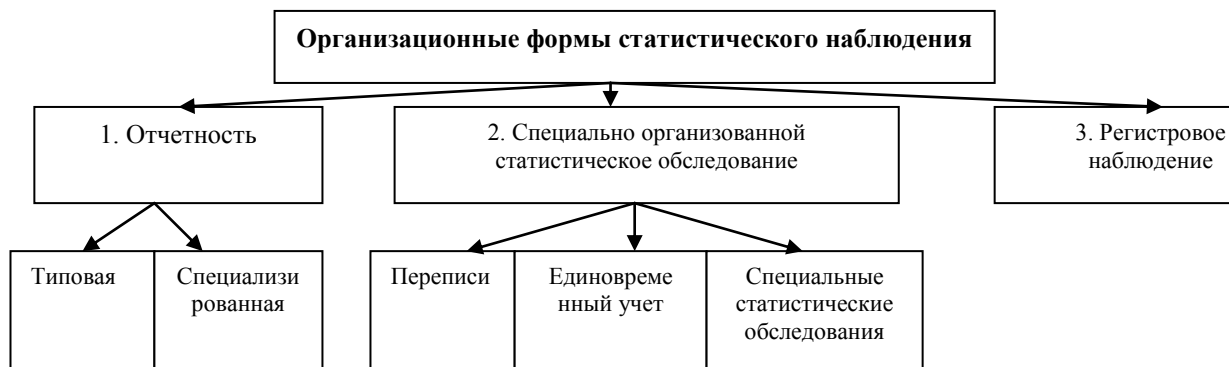 Организационные формы статистического наблюдения
1. Отчетность
2. Специально организованной
статистическое обследование
3. Регистровое
наблюдение
Типовая
Специализи
рованная
Переписи
Единовреме
нный учет
Специальные
статистические
обследования